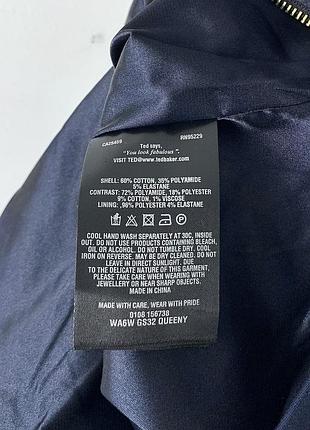 CA28459 RN95229
Ted says,
"You look fabulous".
VISIT TED@www.tedbaker.com
SHELL: 60% COTTON, 35% POLYAMIDE
5% ELASTANE
CONTRAST: 72% POLYAMIDE, 18% POLYESTER
9% COTTON, 1% VISCOSE
LINING: ,96% POLYESTER 4% ELASTANE
COOL HAND WASH SEPARATELY AT 30C, INSIDE
OUT. DO NOT USE PRODUCTS CONTAINING BLEACH,
OIL OR ALCOHOL. DO NOT TUMBLE DRY. COOL
IRON ON REVERSE. MAY BE DRY CLEANED. DO NOT
LEAVE IN DIRECT SUNLIGHT. DUE
TO THE DELICATE NATURE OF THIS GARMENT,
PLEASE TAKE CARE WHEN WEARING WITH
JEWELLERY OR NEAR SHARP OBJECTS.
MADE WITH CARE, WEAR WITH PRIDE
0108 156738
WA6W GS32 QUEENY